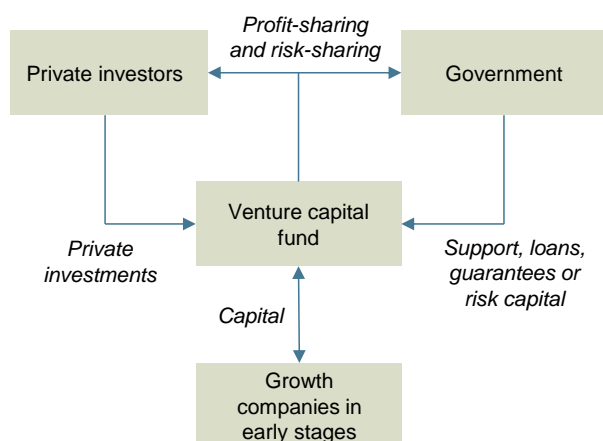 Profit-sharing
and risk-sharing
Private investors
Government
Venture capital
fund
Private
investments
Support, loans,
guarantees or
risk capital
Capital
Growth
companies in
early stages